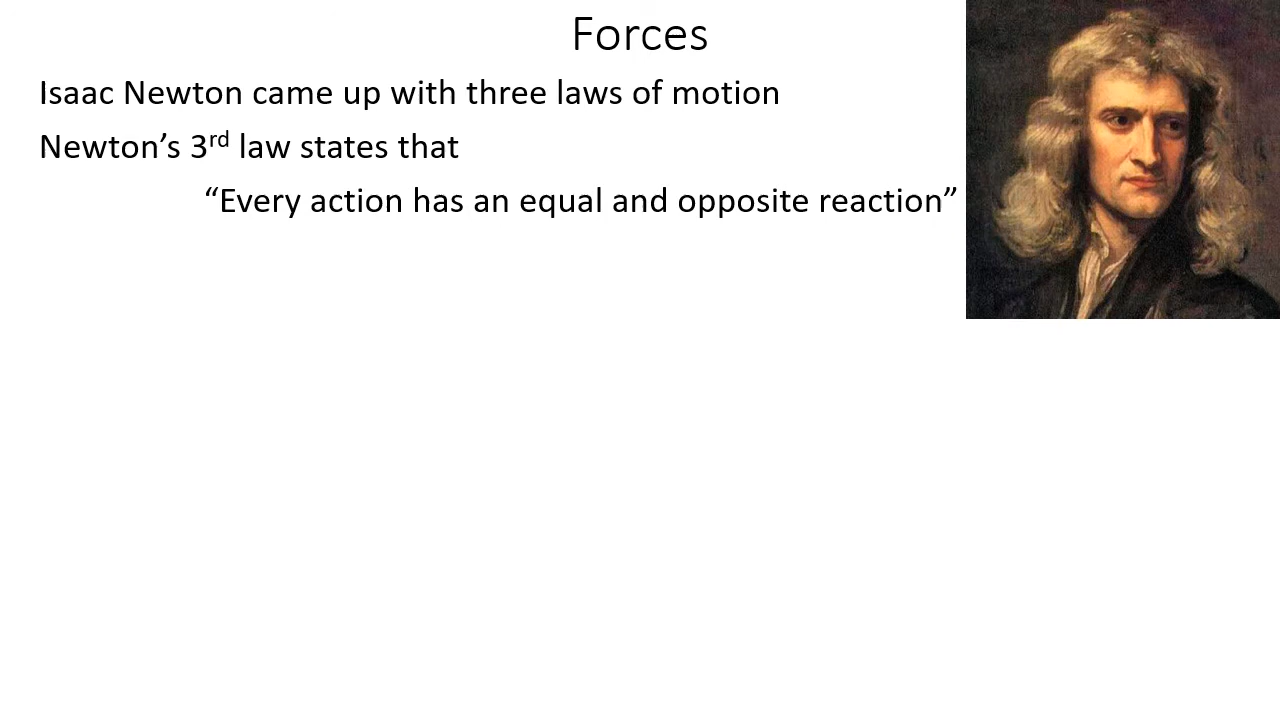 Forces
Isaac Newton came up with three laws of motion
Newton’s 3rd law states that
“Every action has an equal and opposite reaction”